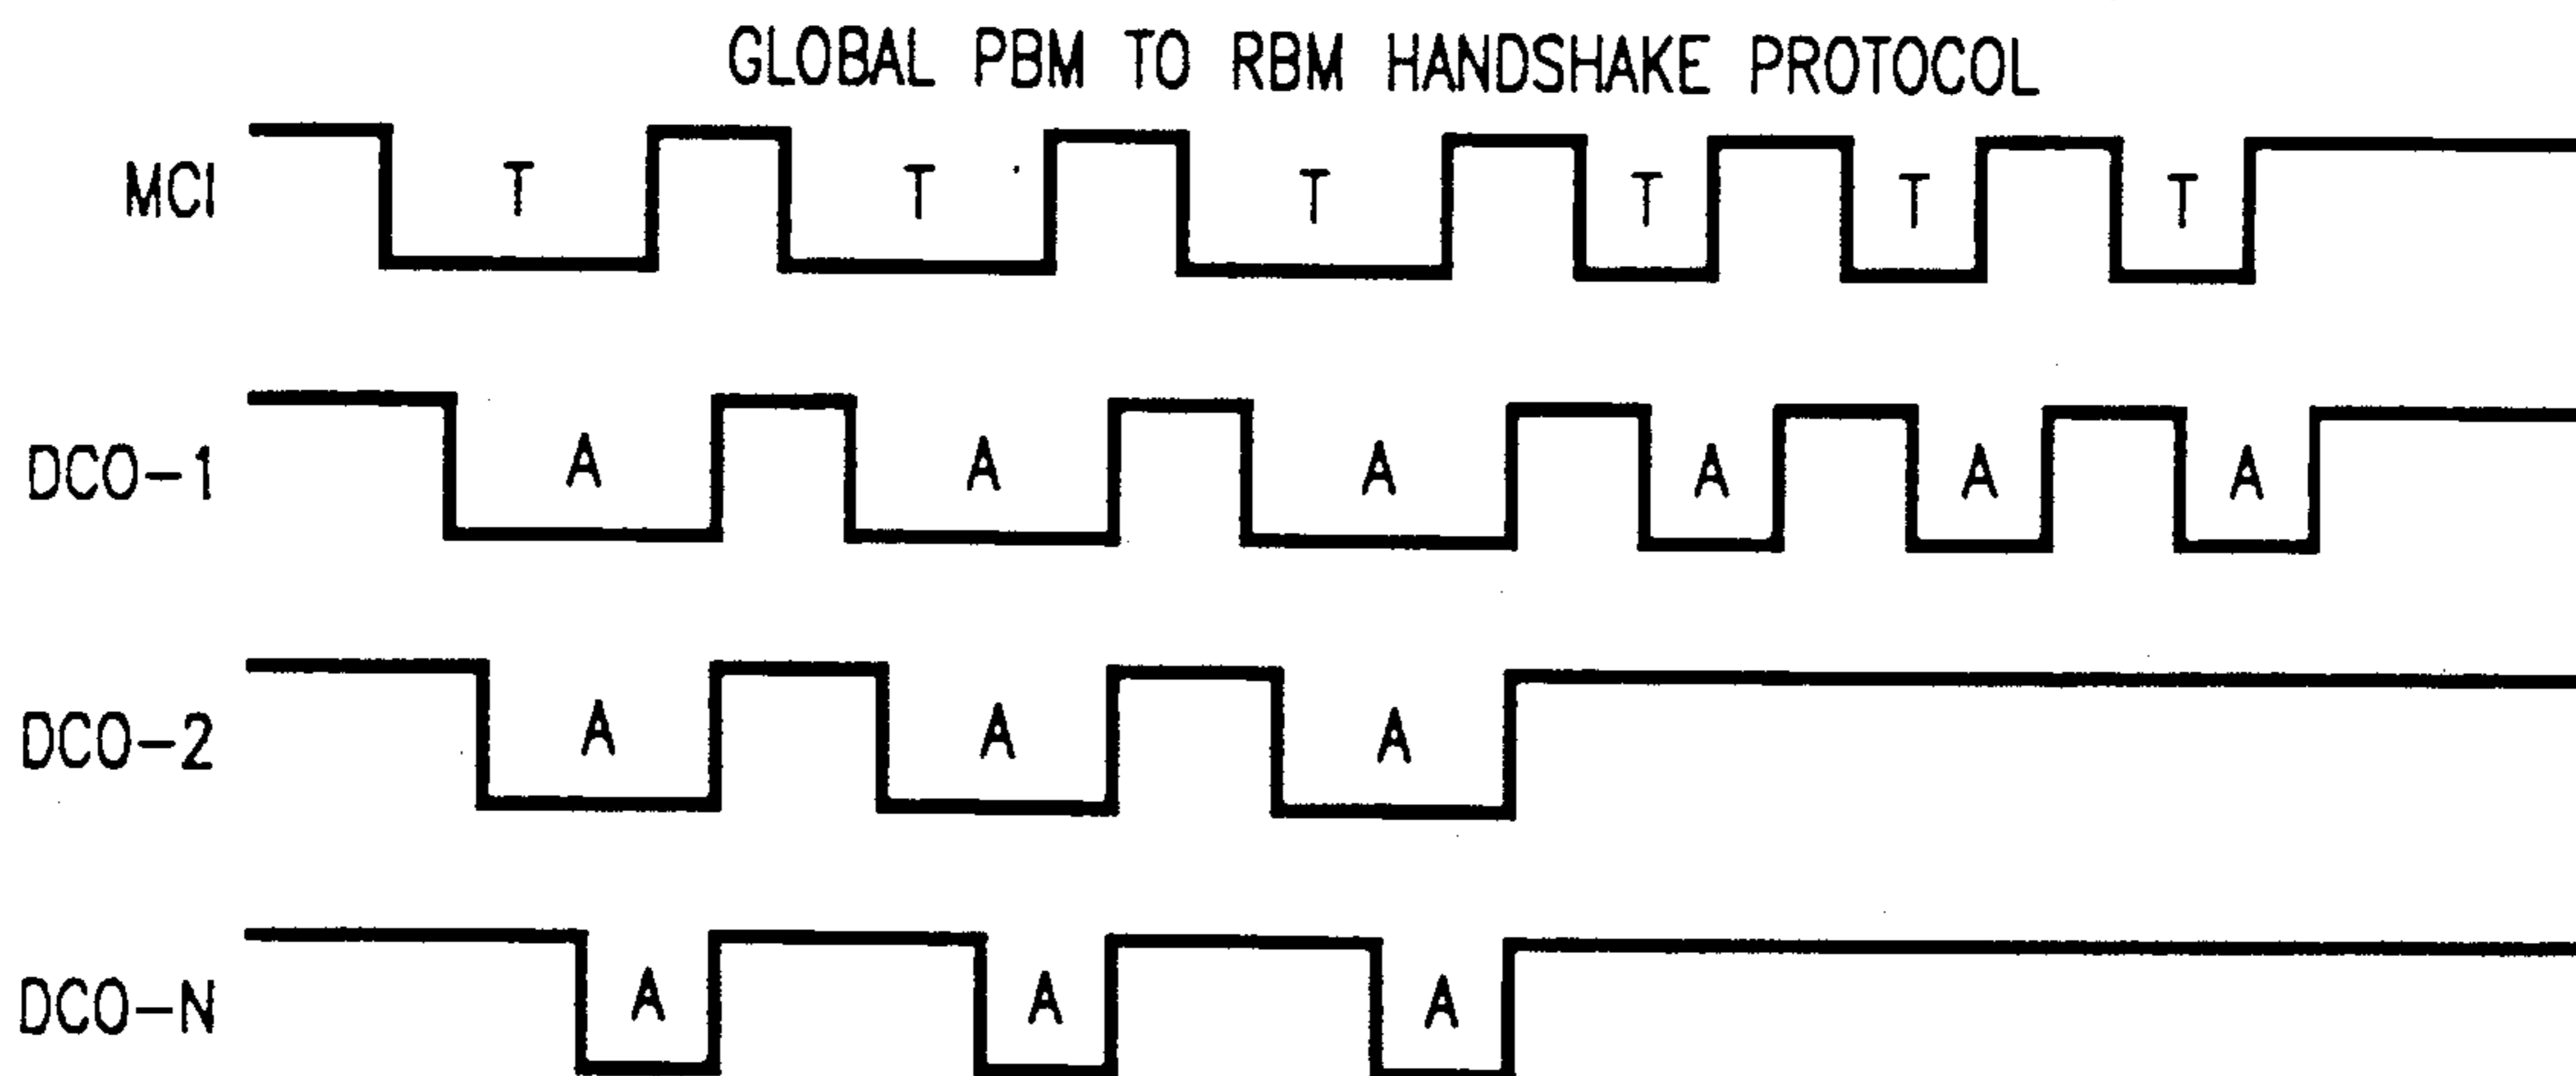 GLOBAL PBM TO RBM HANDSHAKE PROTOCOL
MCI T T T T T T
DCO-1 A A A A A A
DCO-2 A A A
DCO-N A A A